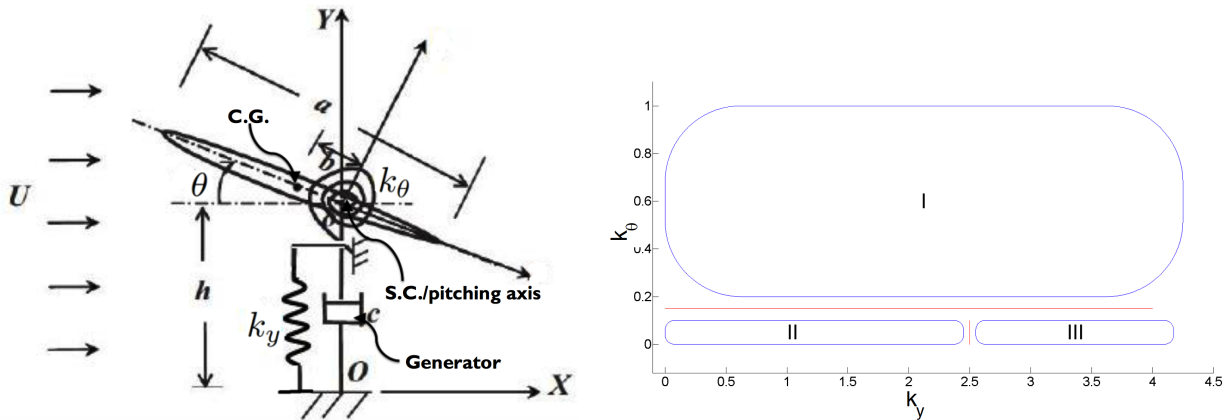 Y
a
C.G.
b
k_θ
θ
U
h
S.C./pitching axis
k_y
c
Generator
O
X
k_θ
1
0.8
0.6
0.4
0.2
0
I
II
III
0 0.5 1 1.5 2 2.5 3 3.5 4 4.5
k_y